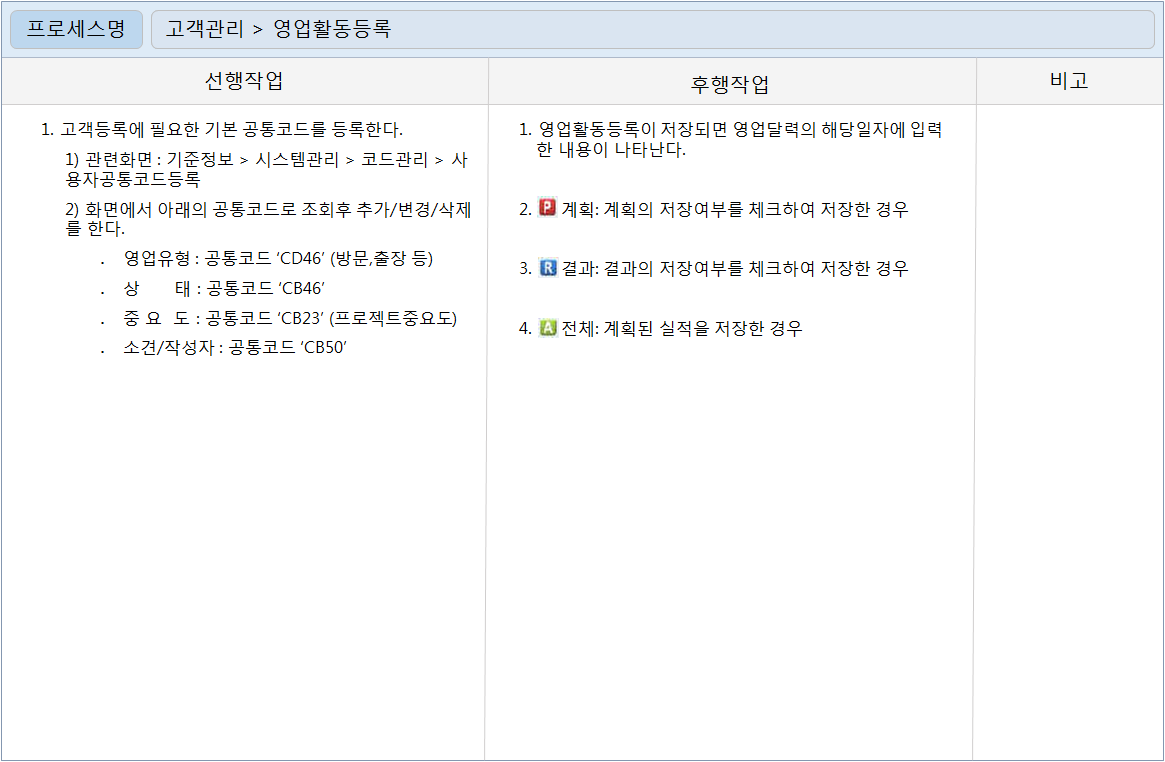 프로세스명
고객관리 > 영업활동등록
선행작업
후행작업
비고
1. 고객등록에 필요한 기본 공통코드를 등록한다.
1) 관련화면 : 기준정보 > 시스템관리 > 코드관리 > 사
용자공통코드등록
2) 화면에서 아래의 공통코드로 조회후 추가/변경/삭제
를 한다.
. 영업유형 : 공통코드 ‘CD46’ (방문,출장 등)
. 상 태 : 공통코드 ‘CB46’
. 중 요 도 : 공통코드 ‘CB23’ (프로젝트중요도)
. 소견/작성자 : 공통코드 ‘CB50’
1. 영업활동등록이 저장되면 영업달력의 해당일자에 입력
한 내용이 나타난다.
2. P 계획: 계획의 저장여부를 체크하여 저장한 경우
3. R 결과: 결과의 저장여부를 체크하여 저장한 경우
4. A 전체: 계획된 실적을 저장한 경우